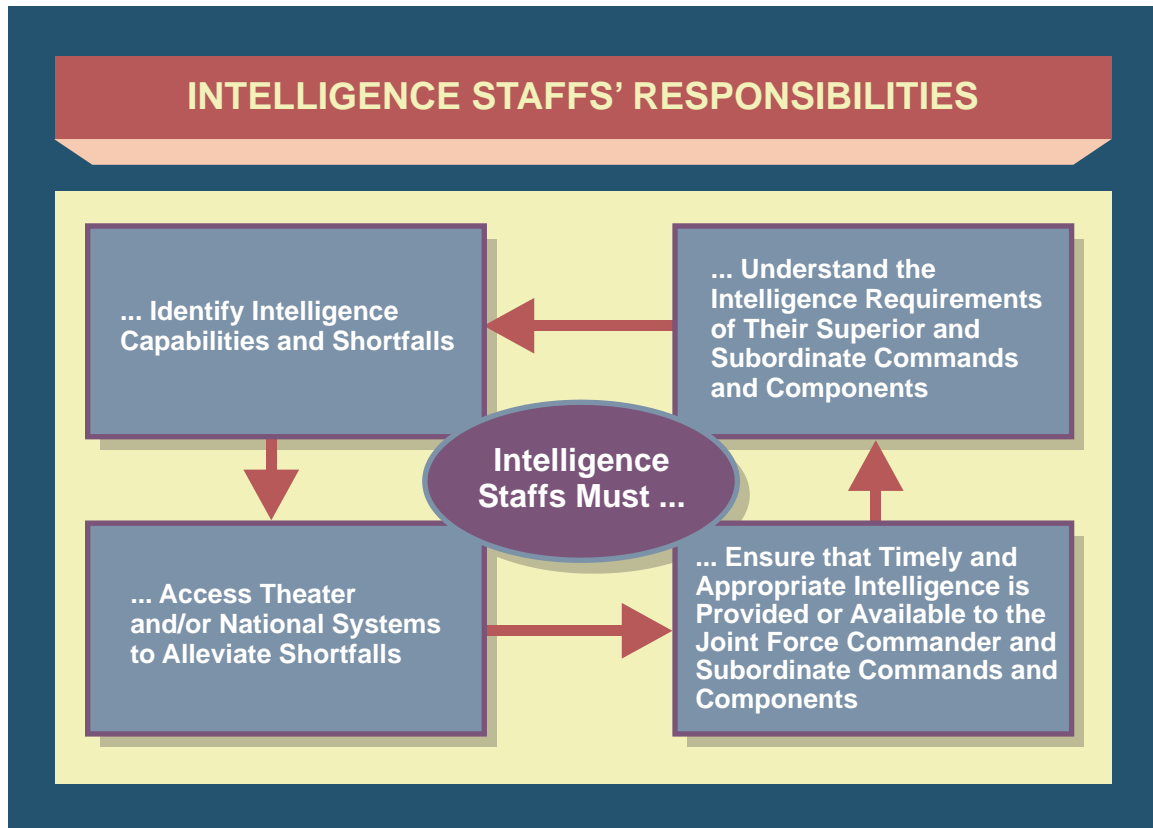 INTELLIGENCE STAFFS’ RESPONSIBILITIES
... Identify Intelligence
Capabilities and Shortfalls
... Understand the
Intelligence Requirements
of Their Superior and
Subordinate Commands
and Components
Intelligence
Staffs Must ...
... Access Theater
and/or National Systems
to Alleviate Shortfalls
... Ensure that Timely and
Appropriate Intelligence is
Provided or Available to the
Joint Force Commander and
Subordinate Commands and
Components